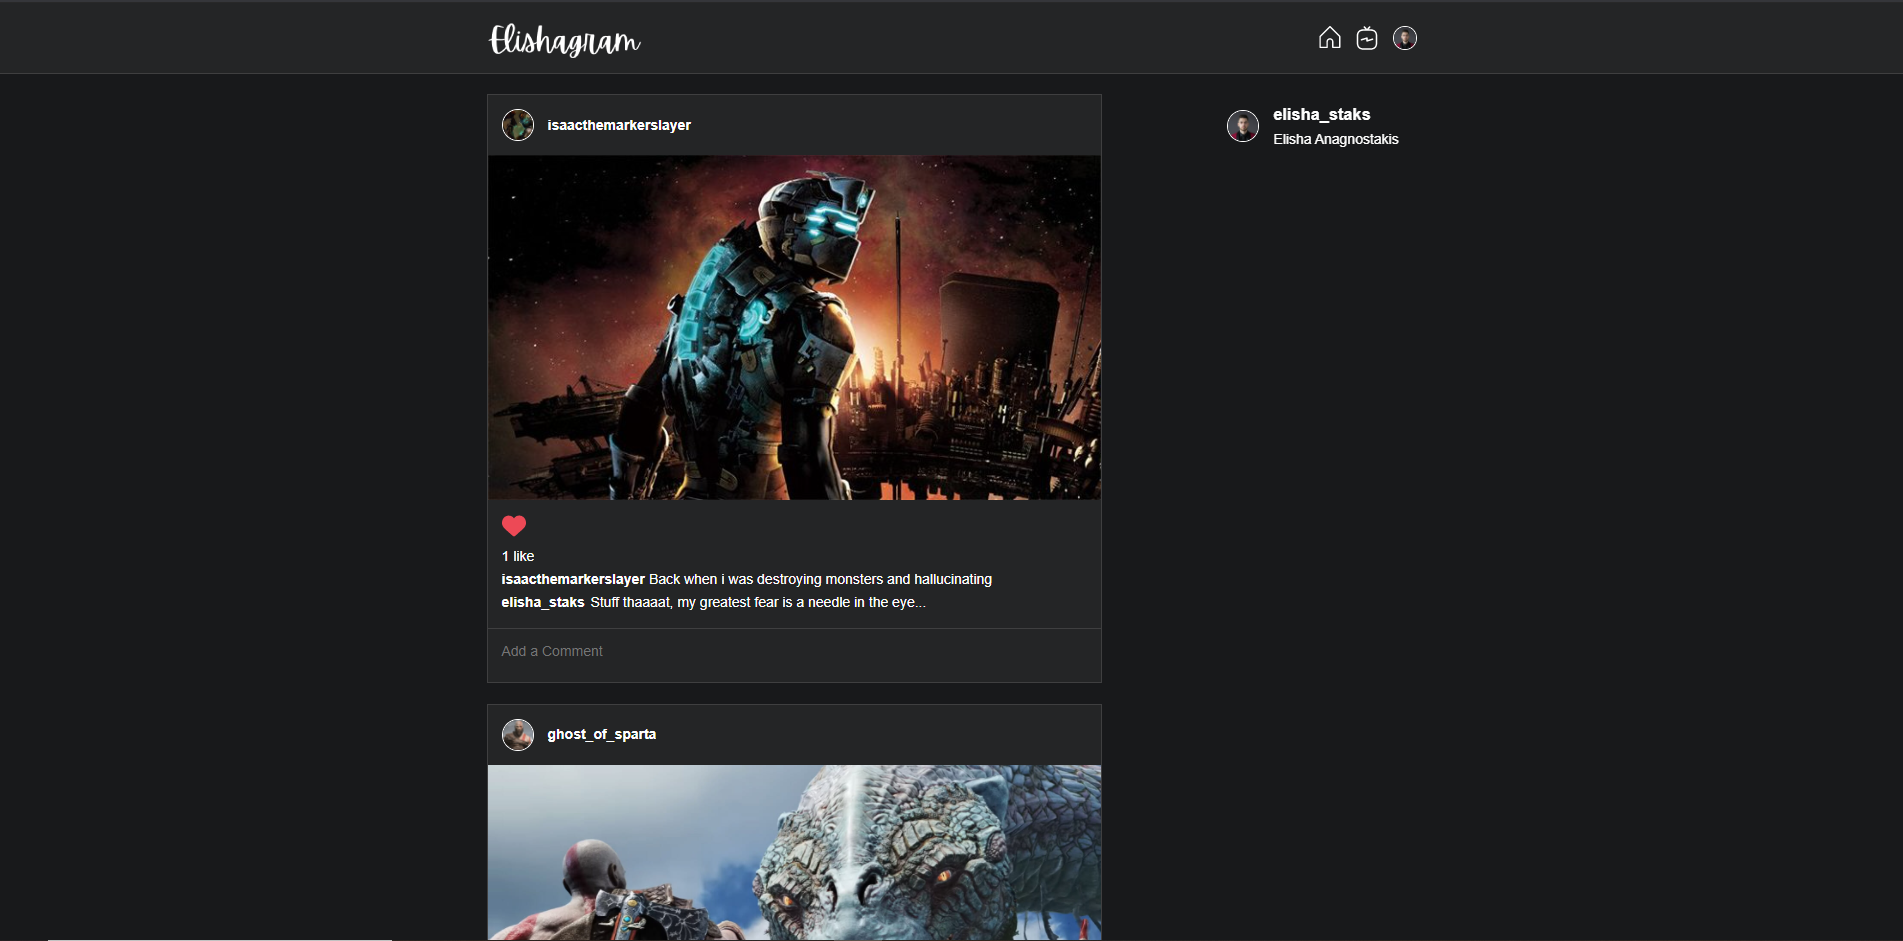 Elishagram
isaacthemarkerslayer
elisha_staks
Elisha Anagnostakis
1 like
isaacthemarkerslayer Back when i was destroying monsters and hallucinating
elisha_staks Stuff thaaaat, my greatest fear is a needle in the eye...
Add a Comment
ghost_of_sparta